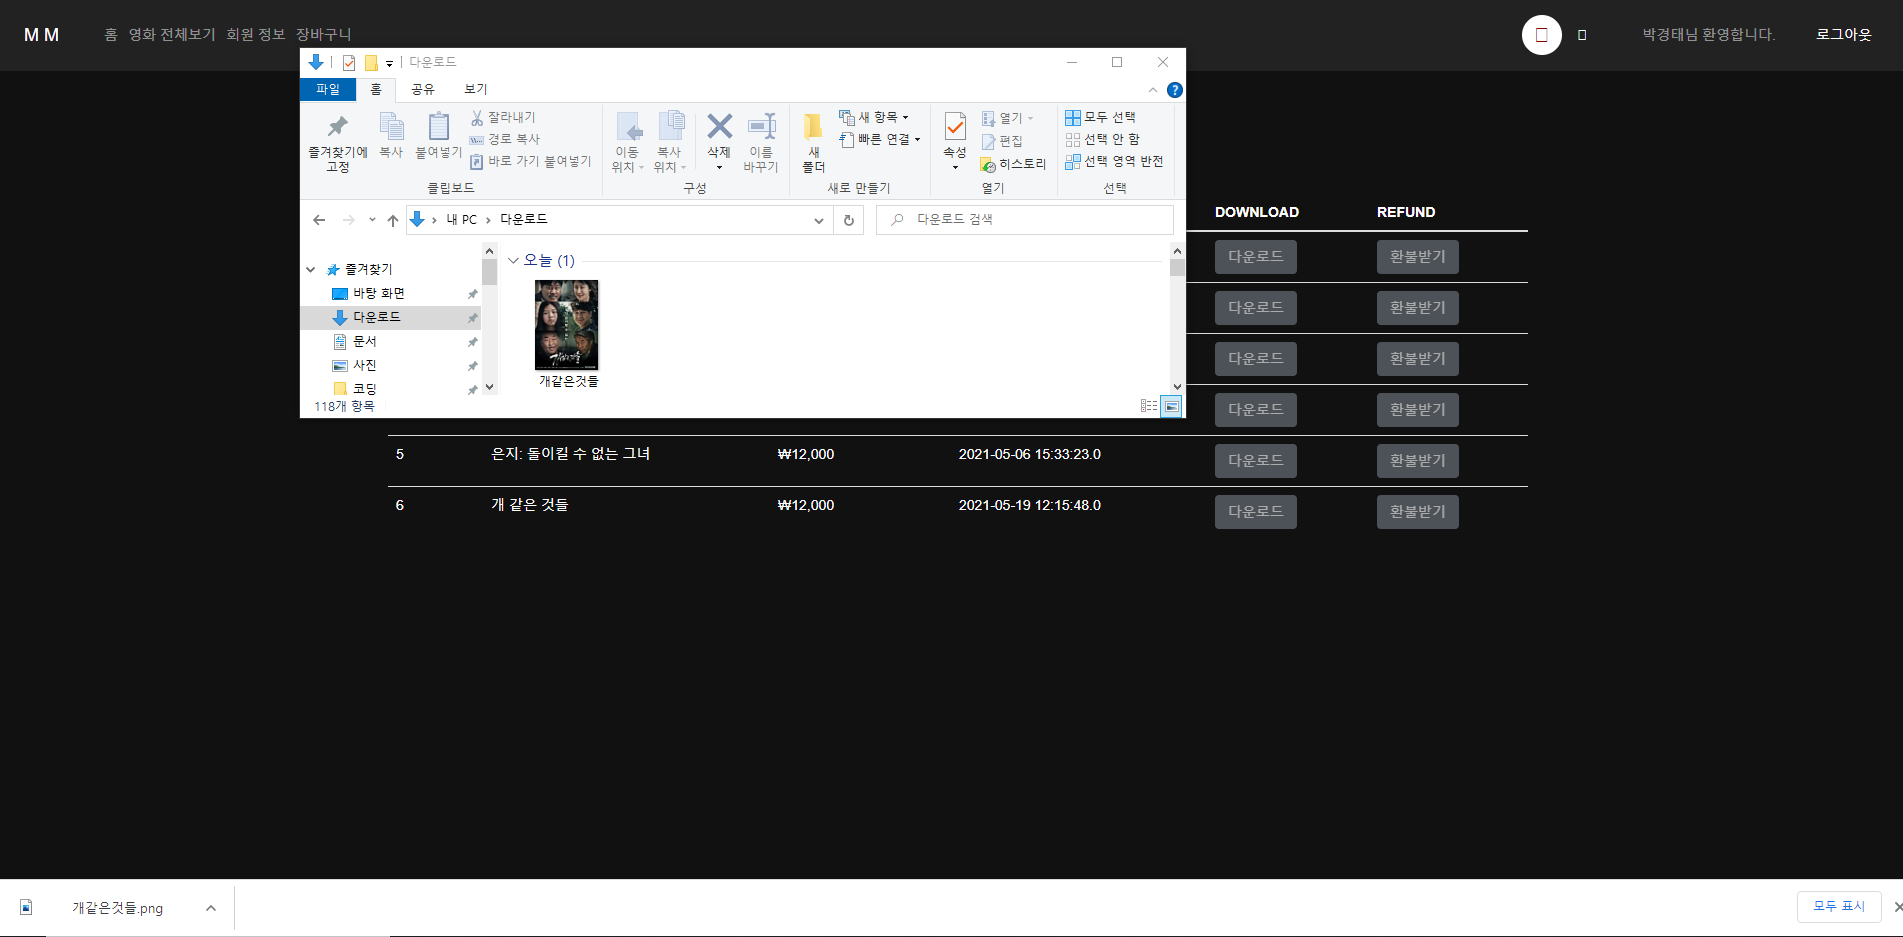 M M
홈 영화 전체보기 회원 정보 장바구니
박경태님 환영합니다.
로그아웃
다운로드
파일
홈
공유
보기
즐겨찾기에
고정
복사
붙여넣기
잘라내기
경로 복사
바로 가기 붙여넣기
클립보드
이동
위치
복사
위치
삭제
이름
바꾸기
구성
새
폴더
새 항목
빠른 연결
새로 만들기
속성
열기
편집
히스토리
열기
모두 선택
선택 안 함
선택 영역 반전
선택
내 PC
다운로드
다운로드 검색
즐겨찾기
바탕 화면
다운로드
문서
사진
코딩
118개 항목
오늘 (1)
개같은것들
개같은것들
DOWNLOAD REFUND
다운로드 환불받기
다운로드 환불받기
다운로드 환불받기
다운로드 환불받기
5 은지: 돌이킬 수 없는 그녀 ₩12,000 2021-05-06 15:33:23.0 다운로드 환불받기
6 개 같은 것들 ₩12,000 2021-05-19 12:15:48.0 다운로드 환불받기
개같은것들.png
모두 표시